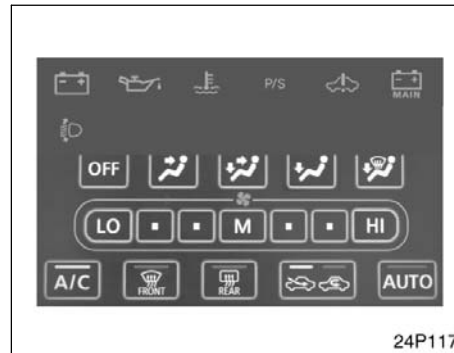 P/S
MAIN
OFF
LO M HI
A/C FRONT REAR AUTO
24P117